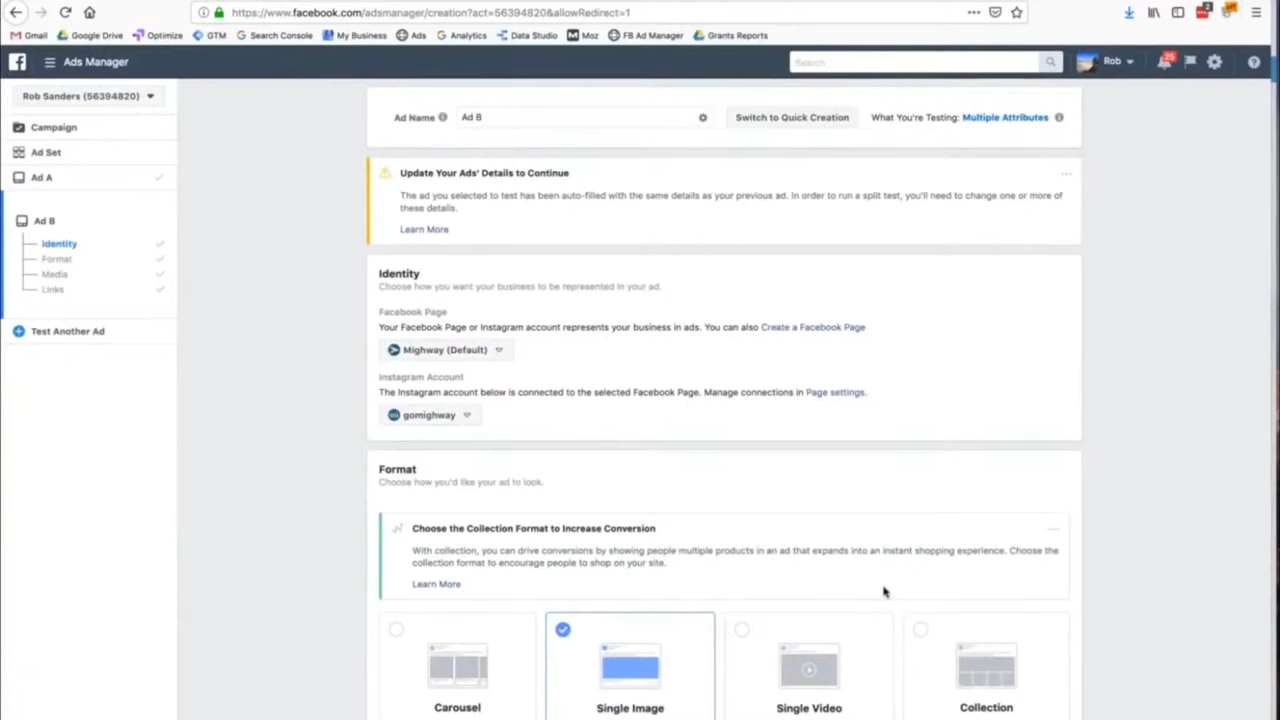 https://www.facebook.com/adsmanager/creation?act=56394820&allowRedirect=1
Gmail Google Drive Optimize GTM Search Console My Business Ads Analytics Data Studio Moz FB Ad Manager Grants Reports
Ads Manager Search Rob 25
Rob Sanders (56394820)
Campaign
Ad Set
Ad A
Ad B
Identity
Format
Media
Links
Test Another Ad
Ad Name Ad B Switch to Quick Creation What You're Testing: Multiple Attributes
Update Your Ads' Details to Continue
The ad you selected to test has been auto-filled with the same details as your previous ad. In order to run a split test, you'll need to change one or more of
these details.
Learn More
Identity
Choose how you want your business to be represented in your ad.
Facebook Page
Your Facebook Page or Instagram account represents your business in ads. You can also Create a Facebook Page
Mighway (Default)
Instagram Account
The Instagram account below is connected to the selected Facebook Page. Manage connections in Page settings.
gomighway
Format
Choose how you'd like your ad to look.
Choose the Collection Format to Increase Conversion
With collection, you can drive conversions by showing people multiple products in an ad that expands into an instant shopping experience. Choose the
collection format to encourage people to shop on your site.
Learn More
Carousel Single Image Single Video Collection